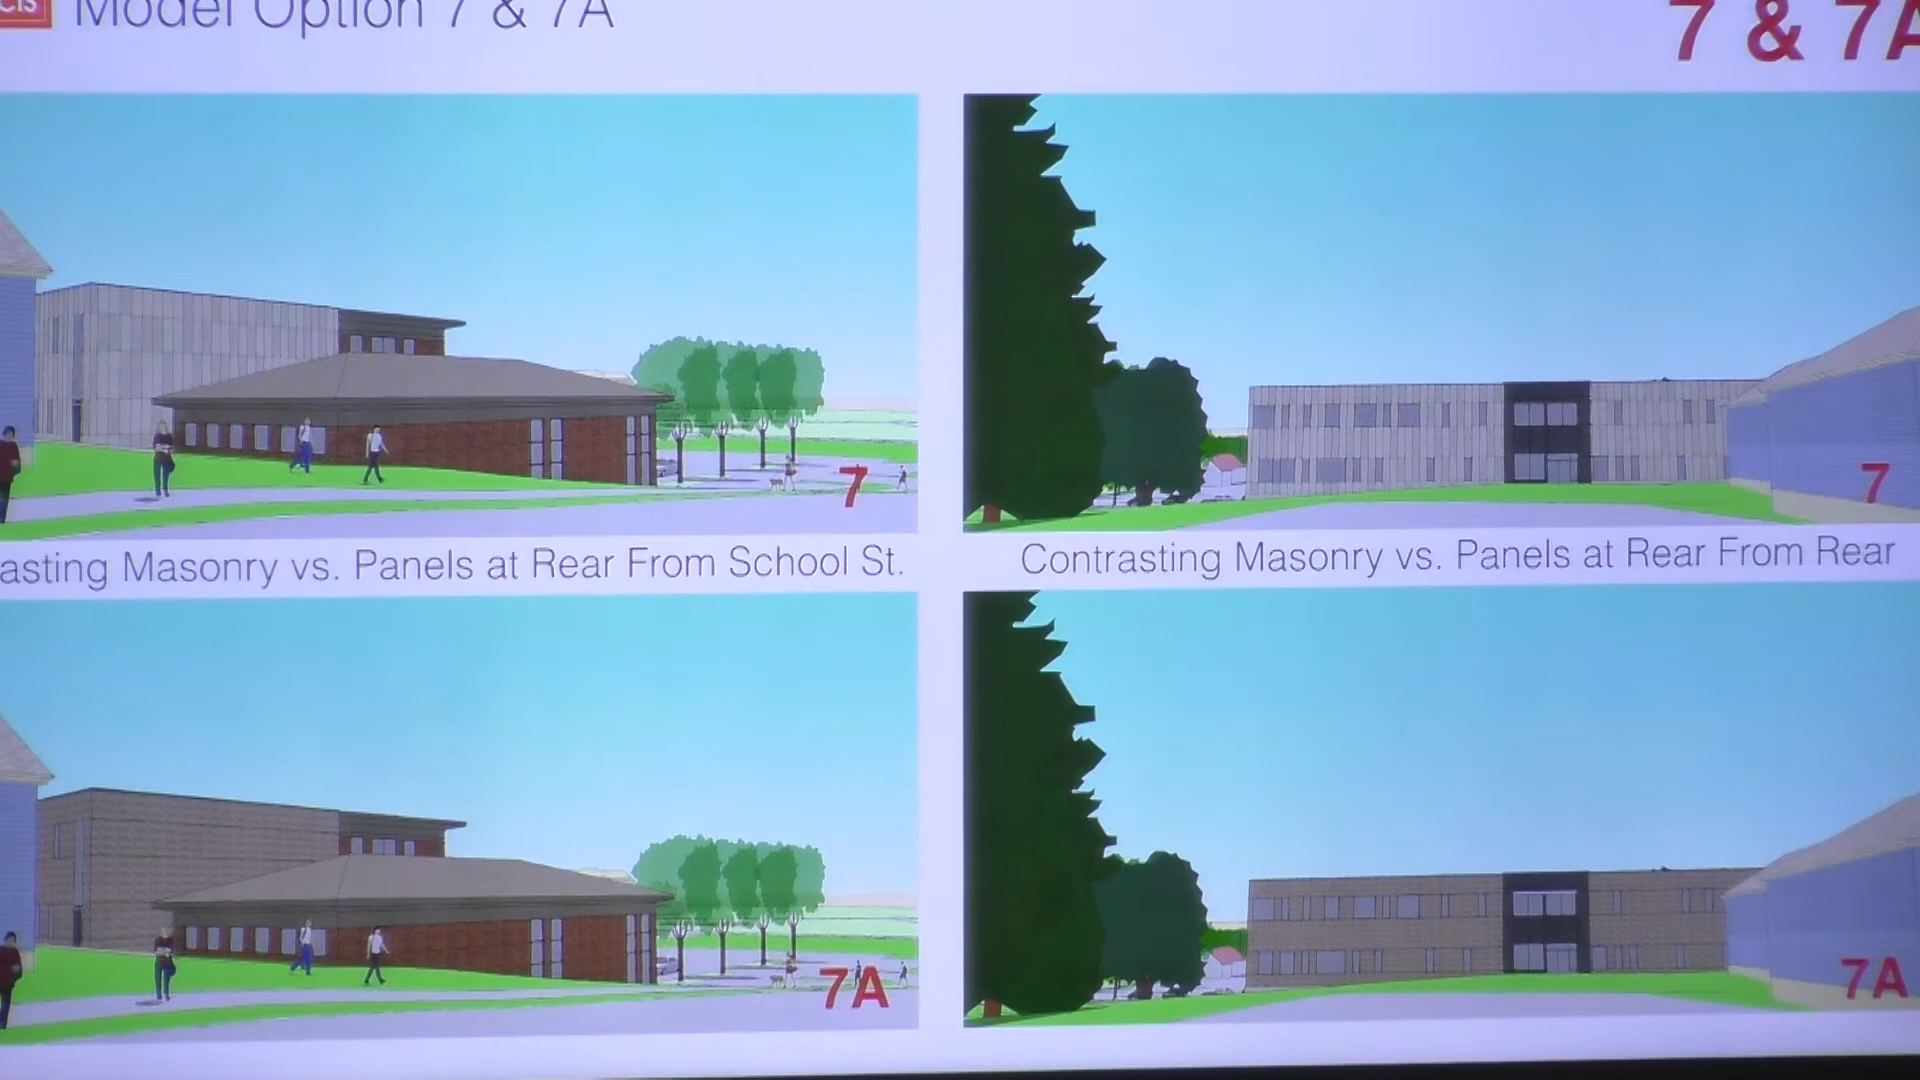 Model Option 7 & 7A
7 & 7A
7
7
asting Masonry vs. Panels at Rear From School St.
Contrasting Masonry vs. Panels at Rear From Rear
7A
7A